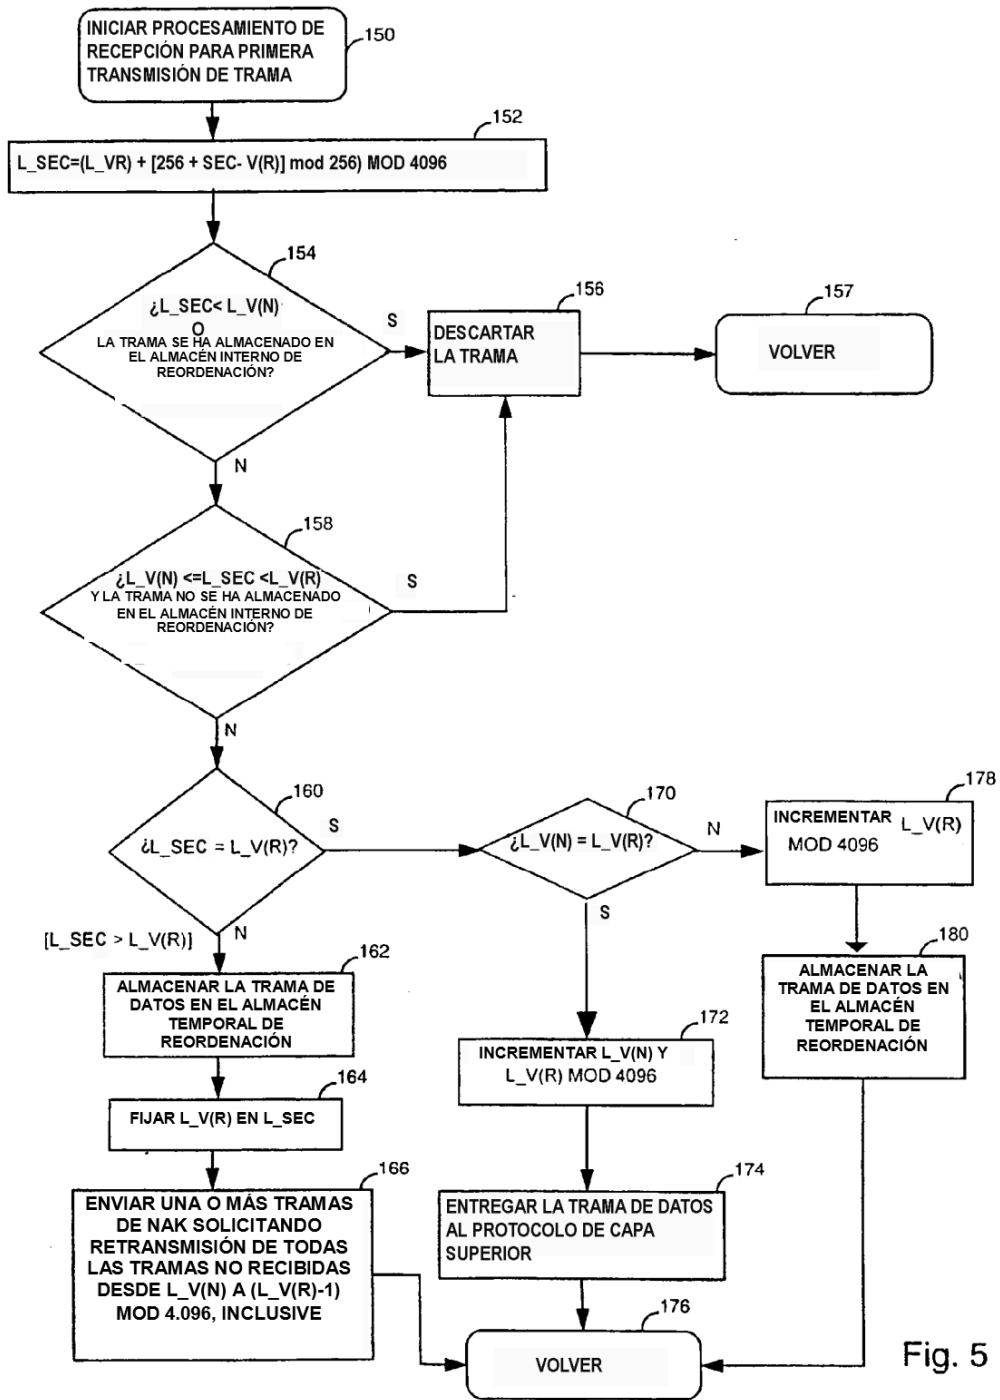 INICIAR PROCESAMIENTO DE
RECEPCIÓN PARA PRIMERA
TRANSMISIÓN DE TRAMA
150
152
L_SEC=(L_VR) + [256 + SEC- V(R)] mod 256) MOD 4096
154
¿L_SEC< L_V(N)
O
LA TRAMA SE HA ALMACENADO EN
EL ALMACÉN INTERNO DE
REORDENACIÓN?
S
N
156
DESCARTAR
LA TRAMA
157
VOLVER
158
¿L_V(N) <=L_SEC <L_V(R)
Y LA TRAMA NO SE HA ALMACENADO
EN EL ALMACÉN INTERNO DE
REORDENACIÓN?
S
N
160
¿L_SEC = L_V(R)?
S
N
[L_SEC > L_V(R)]
170
¿L_V(N) = L_V(R)?
N
S
178
INCREMENTAR L_V(R)
MOD 4096
180
ALMACENAR LA
TRAMA DE DATOS EN
EL ALMACÉN
TEMPORAL DE
REORDENACIÓN
162
ALMACENAR LA TRAMA DE
DATOS EN EL ALMACÉN
TEMPORAL DE
REORDENACIÓN
164
FIJAR L_V(R) EN L_SEC
166
ENVIAR UNA O MÁS TRAMAS
DE NAK SOLICITANDO
RETRANSMISIÓN DE TODAS
LAS TRAMAS NO RECIBIDAS
DESDE L_V(N) A (L_V(R)-1)
MOD 4.096, INCLUSIVE
172
INCREMENTAR L_V(N) Y
L_V(R) MOD 4096
174
ENTREGAR LA TRAMA DE DATOS
AL PROTOCOLO DE CAPA
SUPERIOR
176
VOLVER
Fig. 5